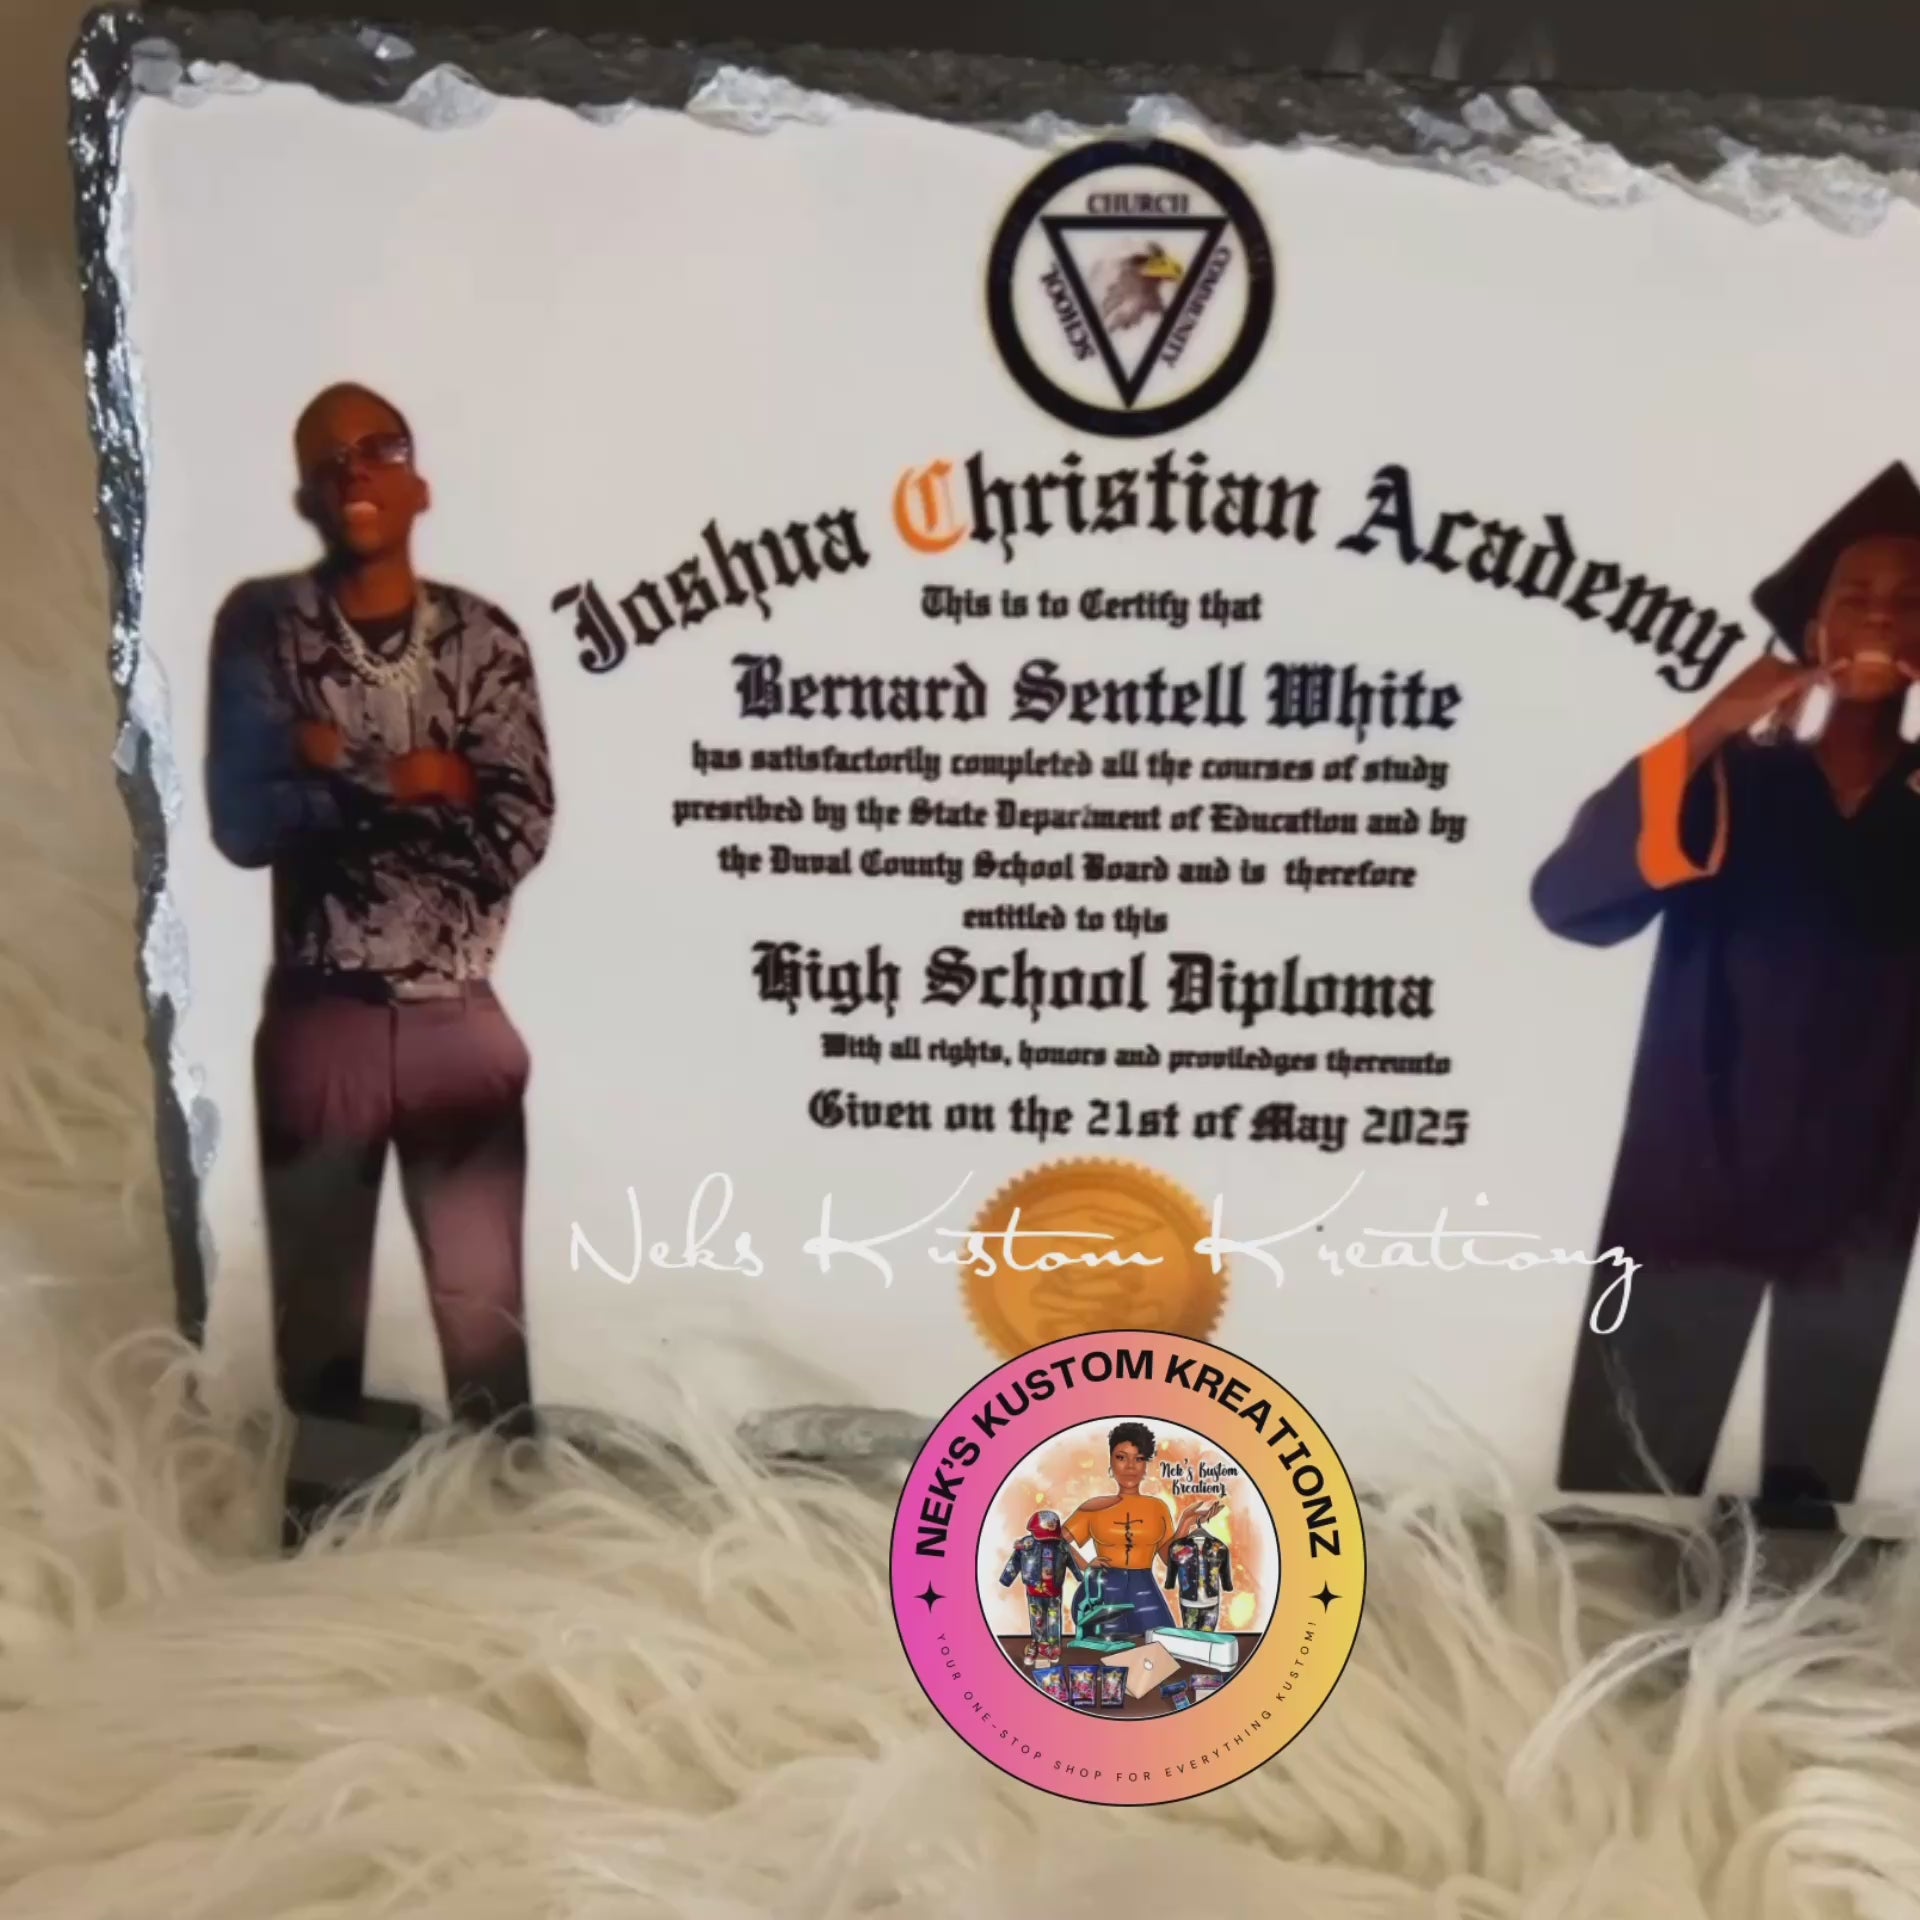 CHURCH
SCHOOL
COMMUNITY
Joshua Christian Academy
This is to Certify that
Bernard Sentell White
has satisfactorily completed all the courses of study
presribed by the State Department of Education and by
the Duval County School Board and is therefore
entitled to this
High School Diploma
With all rights, honors and proviledges thereunto
Given on the 21st of May 2025
Neks Kustom Kreationz
NEK'S KUSTOM KREATIONZ
Nek's Kustom
Kreationz
YOUR ONE-STOP SHOP FOR EVERYTHING KUSTOM!